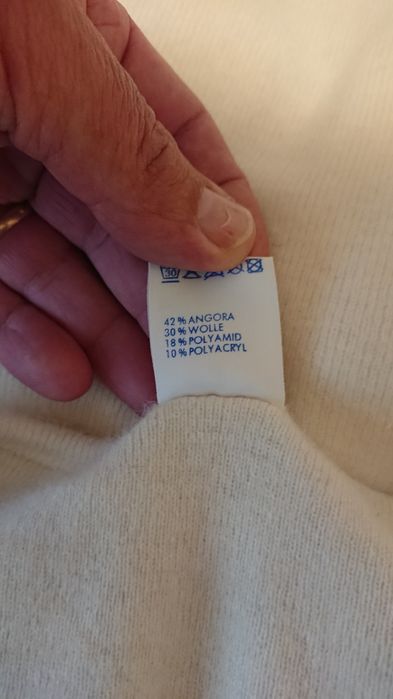 30
42% ANGORA
30% WOLLE
18% POLYAMID
10% POLYACRYL